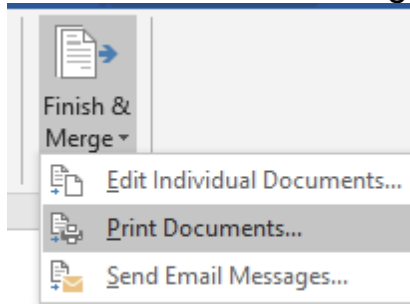 Finish &
Merge
Edit Individual Documents...
Print Documents...
Send Email Messages...